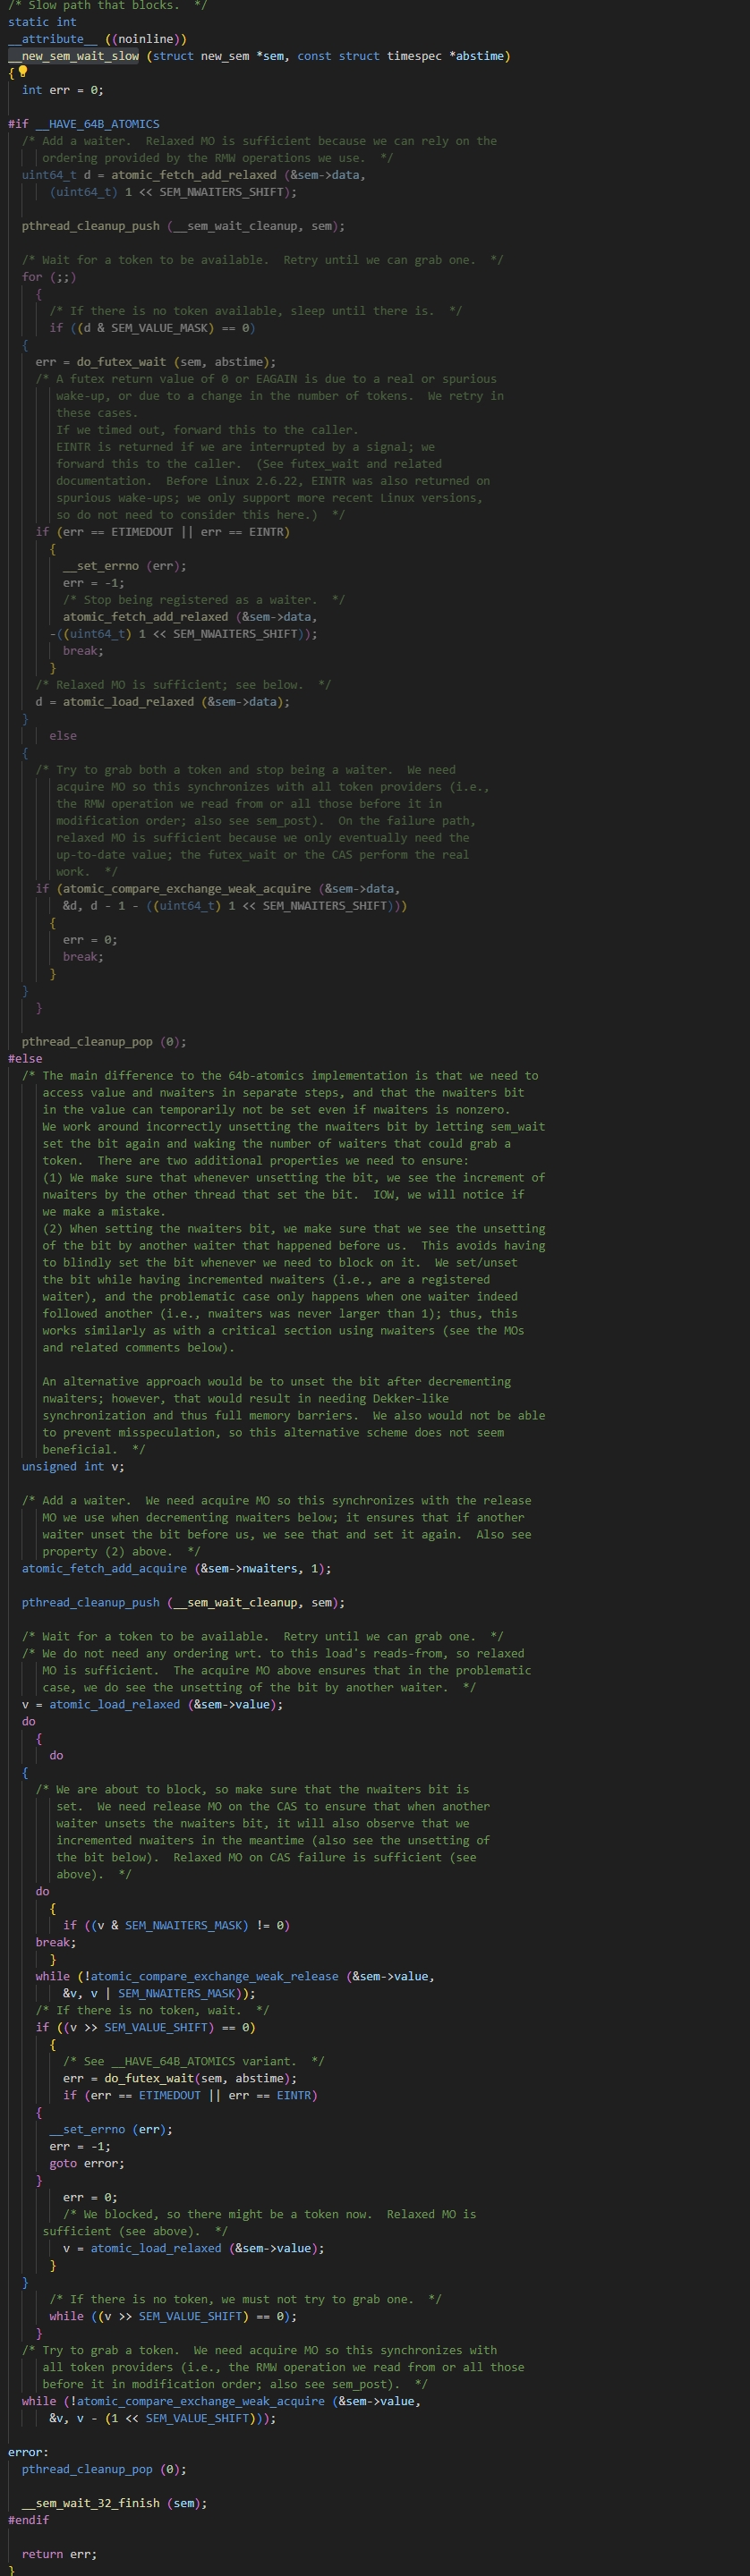 /* Slow path that blocks.  */
static int
__attribute__ ((noinline))
__new_sem_wait_slow (struct new_sem *sem, const struct timespec *abstime)
{
  int err = 0;

#if __HAVE_64B_ATOMICS
  /* Add a waiter.  Relaxed MO is sufficient because we can rely on the
     ordering provided by the RMW operations we use.  */
  uint64_t d = atomic_fetch_add_relaxed (&sem->data,
      (uint64_t) 1 << SEM_NWAITERS_SHIFT);

  pthread_cleanup_push (__sem_wait_cleanup, sem);

  /* Wait for a token to be available.  Retry until we can grab one.  */
  for (;;)
    {
      /* If there is no token available, sleep until there is.  */
      if ((d & SEM_VALUE_MASK) == 0)
  {
    err = do_futex_wait (sem, abstime);
    /* A futex return value of 0 or EAGAIN is due to a real or spurious
       wake-up, or due to a change in the number of tokens.  We retry in
       these cases.
       If we timed out, forward this to the caller.
       EINTR is returned if we are interrupted by a signal; we
       forward this to the caller.  (See futex_wait and related
       documentation.  Before Linux 2.6.22, EINTR was also returned on
       spurious wake-ups; we only support more recent Linux versions,
       so do not need to consider this here.)  */
    if (err == ETIMEDOUT || err == EINTR)
      {
        __set_errno (err);
        err = -1;
        /* Stop being registered as a waiter.  */
        atomic_fetch_add_relaxed (&sem->data,
      -((uint64_t) 1 << SEM_NWAITERS_SHIFT));
        break;
      }
    /* Relaxed MO is sufficient; see below.  */
    d = atomic_load_relaxed (&sem->data);
  }
      else
  {
    /* Try to grab both a token and stop being a waiter.  We need
       acquire MO so this synchronizes with all token providers (i.e.,
       the RMW operation we read from or all those before it in
       modification order; also see sem_post).  On the failure path,
       relaxed MO is sufficient because we only eventually need the
       up-to-date value; the futex_wait or the CAS perform the real
       work.  */
    if (atomic_compare_exchange_weak_acquire (&sem->data,
        &d, d - 1 - ((uint64_t) 1 << SEM_NWAITERS_SHIFT)))
      {
        err = 0;
        break;
      }
  }
    }

  pthread_cleanup_pop (0);
#else
  /* The main difference to the 64b-atomics implementation is that we need to
     access value and nwaiters in separate steps, and that the nwaiters bit
     in the value can temporarily not be set even if nwaiters is nonzero.
     We work around incorrectly unsetting the nwaiters bit by letting sem_wait
     set the bit again and waking the number of waiters that could grab a
     token.  There are two additional properties we need to ensure:
     (1) We make sure that whenever unsetting the bit, we see the increment of
     nwaiters by the other thread that set the bit.  IOW, we will notice if
     we make a mistake.
     (2) When setting the nwaiters bit, we make sure that we see the unsetting
     of the bit by another waiter that happened before us.  This avoids having
     to blindly set the bit whenever we need to block on it.  We set/unset
     the bit while having incremented nwaiters (i.e., are a registered
     waiter), and the problematic case only happens when one waiter indeed
     followed another (i.e., nwaiters was never larger than 1); thus, this
     works similarly as with a critical section using nwaiters (see the MOs
     and related comments below).

     An alternative approach would be to unset the bit after decrementing
     nwaiters; however, that would result in needing Dekker-like
     synchronization and thus full memory barriers.  We also would not be able
     to prevent misspeculation, so this alternative scheme does not seem
     beneficial.  */
  unsigned int v;

  /* Add a waiter.  We need acquire MO so this synchronizes with the release
     MO we use when decrementing nwaiters below; it ensures that if another
     waiter unset the bit before us, we see that and set it again.  Also see
     property (2) above.  */
  atomic_fetch_add_acquire (&sem->nwaiters, 1);

  pthread_cleanup_push (__sem_wait_cleanup, sem);

  /* Wait for a token to be available.  Retry until we can grab one.  */
  /* We do not need any ordering wrt. to this load's reads-from, so relaxed
     MO is sufficient.  The acquire MO above ensures that in the problematic
     case, we do see the unsetting of the bit by another waiter.  */
  v = atomic_load_relaxed (&sem->value);
  do
    {
      do
  {
    /* We are about to block, so make sure that the nwaiters bit is
       set.  We need release MO on the CAS to ensure that when another
       waiter unsets the nwaiters bit, it will also observe that we
       incremented nwaiters in the meantime (also see the unsetting of
       the bit below).  Relaxed MO on CAS failure is sufficient (see
       above).  */
    do
      {
        if ((v & SEM_NWAITERS_MASK) != 0)
    break;
      }
    while (!atomic_compare_exchange_weak_release (&sem->value,
        &v, v | SEM_NWAITERS_MASK));
    /* If there is no token, wait.  */
    if ((v >> SEM_VALUE_SHIFT) == 0)
      {
        /* See __HAVE_64B_ATOMICS variant.  */
        err = do_futex_wait(sem, abstime);
        if (err == ETIMEDOUT || err == EINTR)
    {
      __set_errno (err);
      err = -1;
      goto error;
    }
        err = 0;
        /* We blocked, so there might be a token now.  Relaxed MO is
     sufficient (see above).  */
        v = atomic_load_relaxed (&sem->value);
      }
  }
      /* If there is no token, we must not try to grab one.  */
      while ((v >> SEM_VALUE_SHIFT) == 0);
    }
  /* Try to grab a token.  We need acquire MO so this synchronizes with
     all token providers (i.e., the RMW operation we read from or all those
     before it in modification order; also see sem_post).  */
  while (!atomic_compare_exchange_weak_acquire (&sem->value,
      &v, v - (1 << SEM_VALUE_SHIFT)));

error:
  pthread_cleanup_pop (0);

  __sem_wait_32_finish (sem);
#endif

  return err;
}